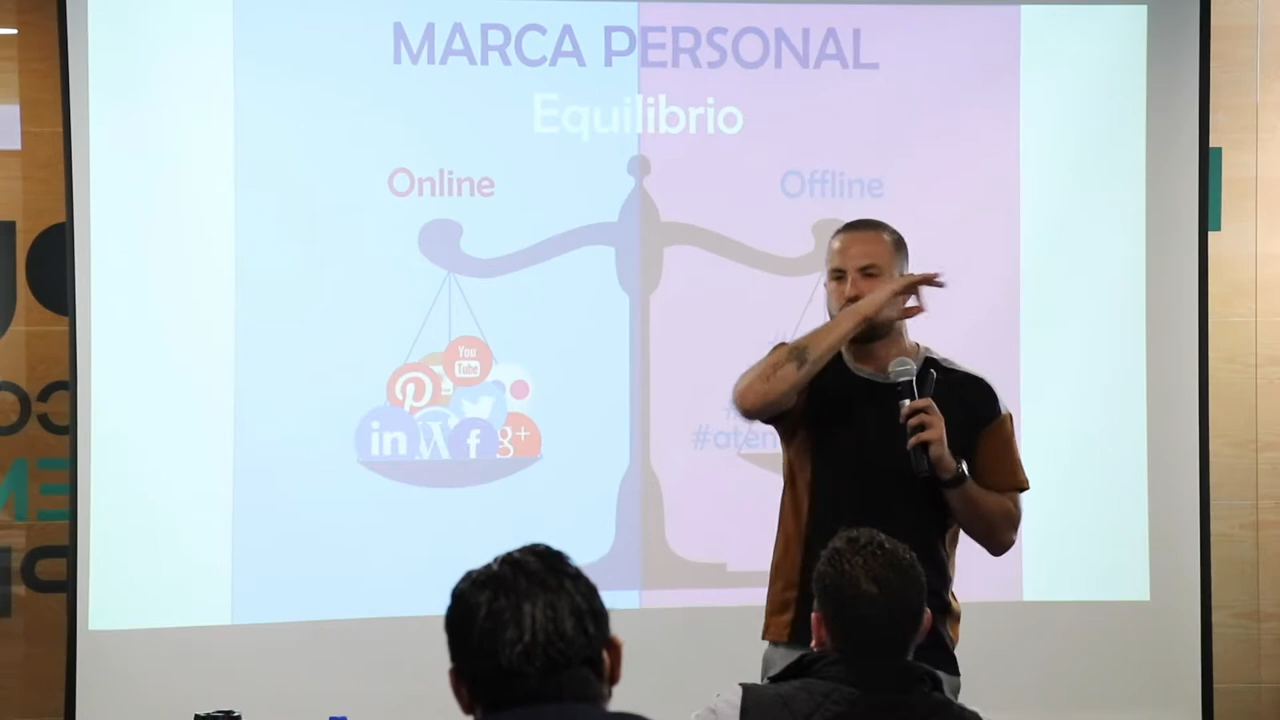 MARCA PERSONAL
Equilibrio
Online
Offline
You
Tube
in
f
g+